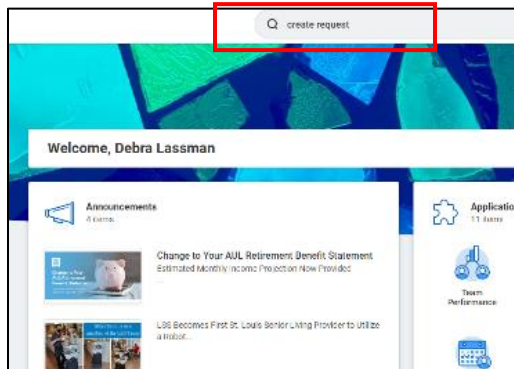 create request
Welcome, Debra Lassman
Announcements
4 items
Change to Your AUL Retirement Benefit Statement
Estimated Monthly Income Projection Now Provided
...
LSS Becomes First St. Louis Senior Living Provider to Utilize
a Robot...
Applicatio
11 items
Team
Performance